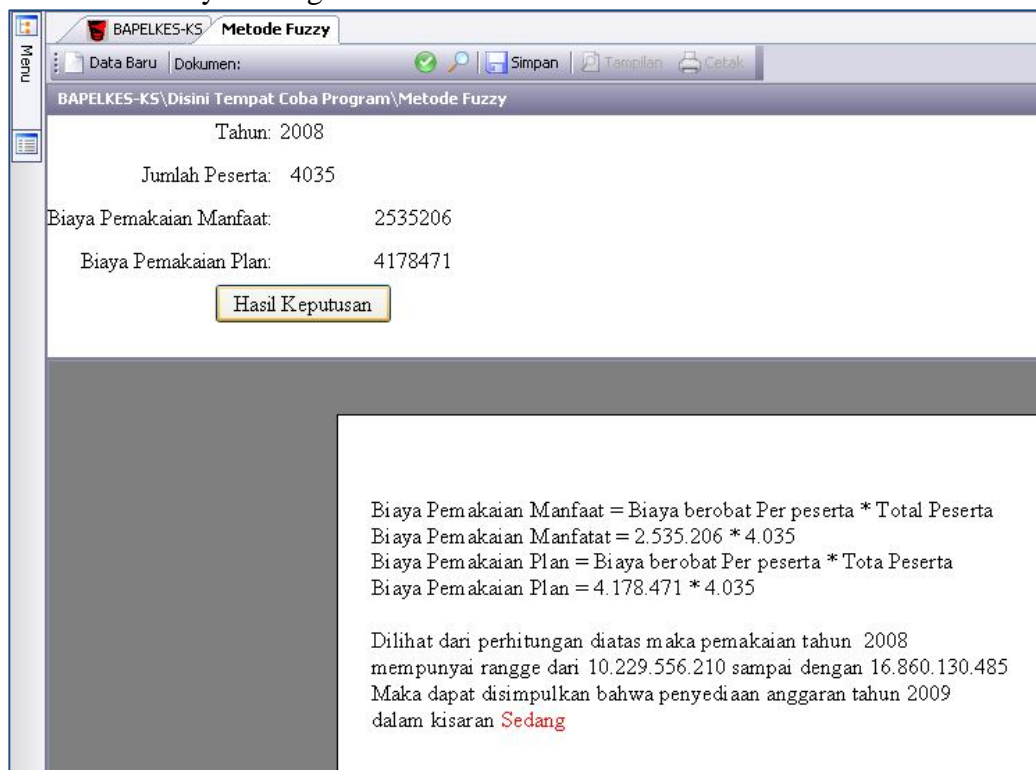 BAPELKES-KS Metode Fuzzy
Menu
Data Baru Dokumen: Simpan Tampilan Cetak
BAPELKES-KS\Disini Tempat Coba Program\Metode Fuzzy
Tahun: 2008
Jumlah Peserta: 4035
Biaya Pemakaian Manfaat: 2535206
Biaya Pemakaian Plan: 4178471
Hasil Keputusan
Biaya Pemakaian Manfaat = Biaya berobat Per peserta * Total Peserta
Biaya Pemakaian Manfatat = 2.535.206 * 4.035
Biaya Pemakaian Plan = Biaya berobat Per peserta * Tota Peserta
Biaya Pemakaian Plan = 4.178.471 * 4.035
Dilihat dari perhitungan diatas maka pemakaian tahun 2008
mempunyai rangge dari 10.229.556.210 sampai dengan 16.860.130.485
Maka dapat disimpulkan bahwa penyediaan anggaran tahun 2009
dalam kisaran Sedang